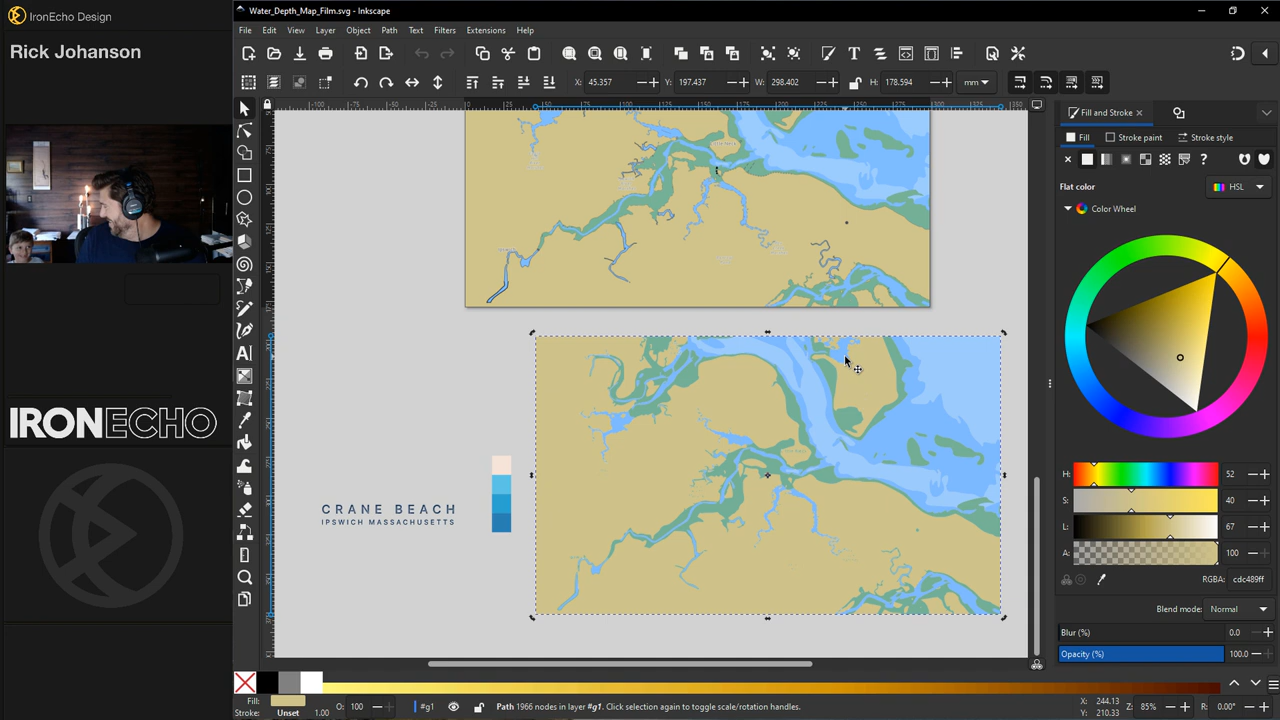 IronEcho Design
Rick Johanson
IRONECHO
Water_Depth_Map_Film.svg - Inkscape
File Edit View Layer Object Path Text Filters Extensions Help
X: 45.357 Y: 197.437 W: 298.402 H: 178.594 mm
Fill and Stroke
Fill Stroke paint Stroke style
Flat color HSL
Color Wheel
H: 52
S: 40
L: 67
A: 100
RGBA: cdc489ff
Blend mode: Normal
Blur (%) 0.0
Opacity (%) 100.0
CRANE BEACH
IPSWICH MASSACHUSETTS
Fill:
Stroke: Unset 1.00
O: 100
#g1
Path 1966 nodes in layer #g1. Click selection again to toggle scale/rotation handles.
X: 244.13
Y: 210.33
Z: 85%
R: 0.00°